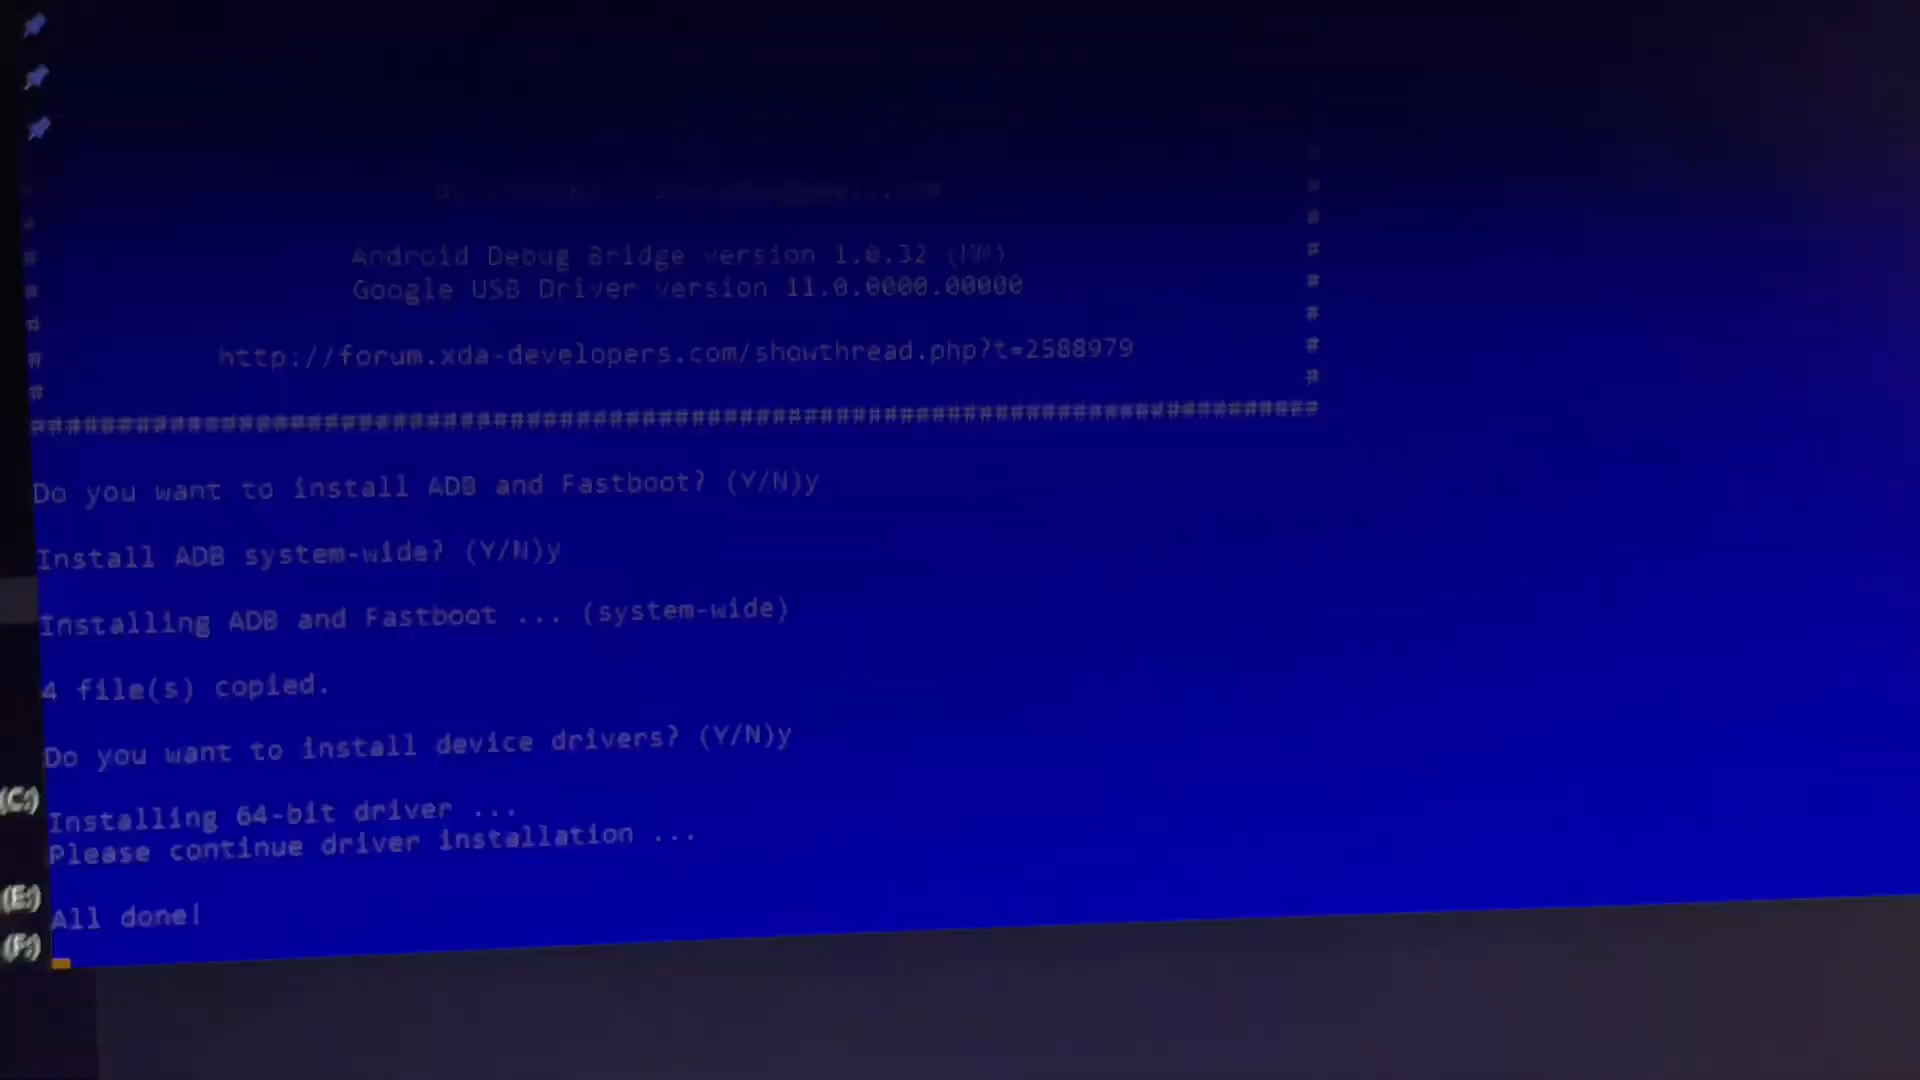 Android Debug Bridge version 1.0.32
Google USB Driver version 11.0.0000.00000
http://forum.xda-developers.com/showthread.php?t=2588979
Do you want to install ADB and Fastboot? (Y/N)y
Install ADB system-wide? (Y/N)y
Installing ADB and Fastboot ... (system-wide)
4 file(s) copied.
Do you want to install device drivers? (Y/N)y
(C:)
Installing 64-bit driver ...
Please continue driver installation ...
(E:)
All done!
(F:)